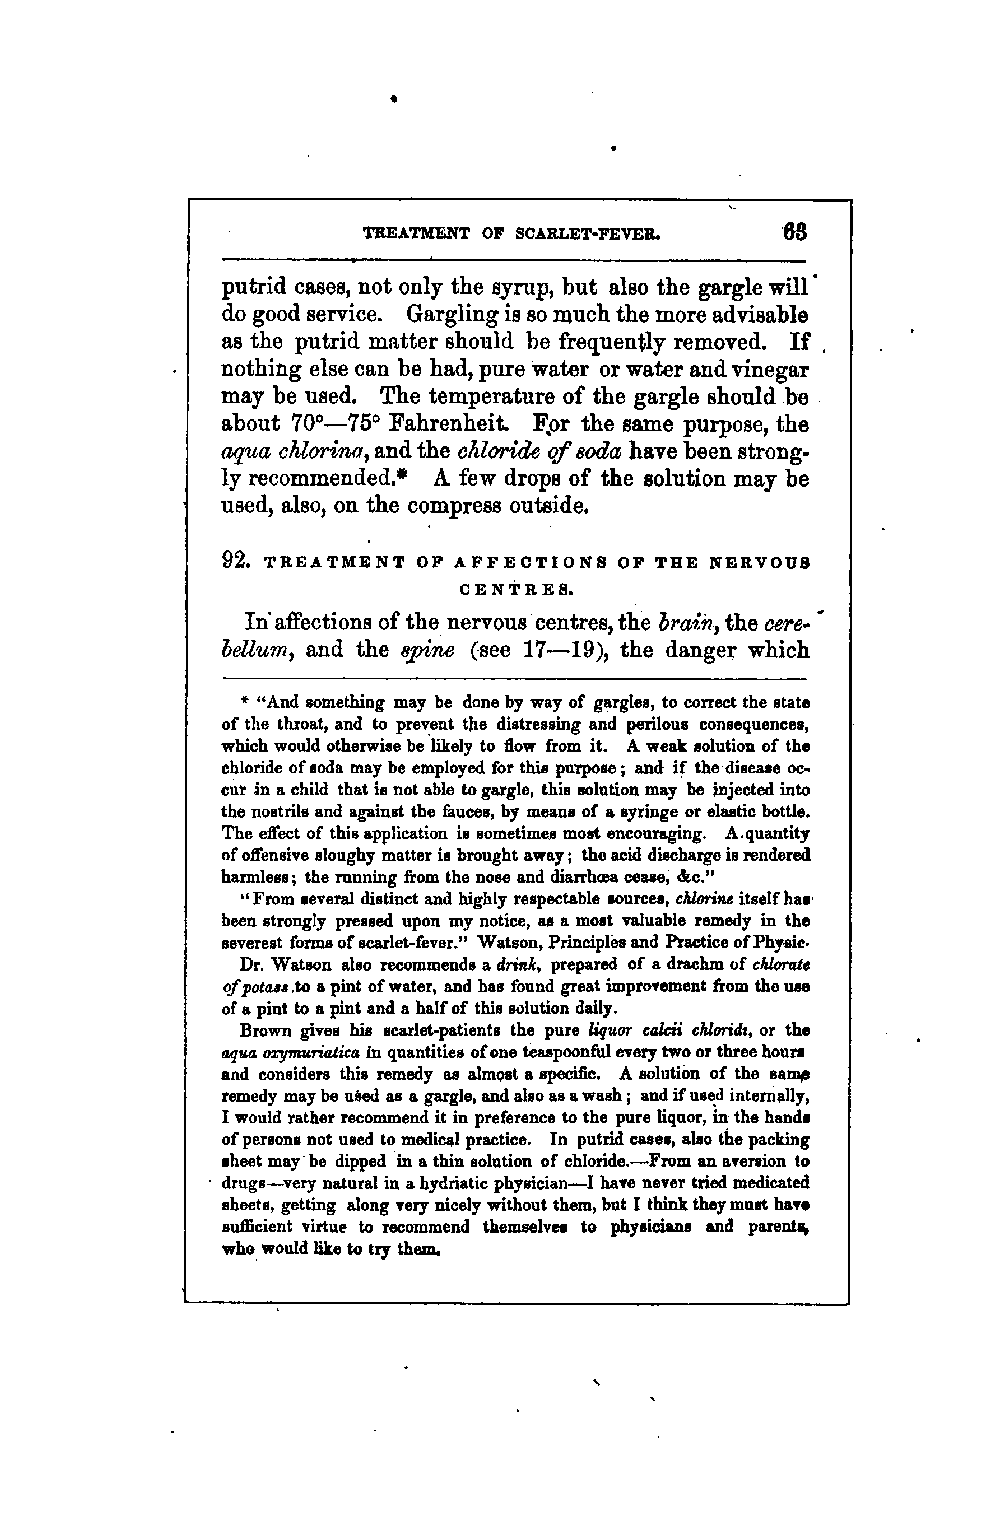 TREATMENT OF SCARLET-FEVER. 63
putrid cases, not only the syrup, but also the gargle will
do good service. Gargling is so much the more advisable
as the putrid matter should be frequently removed. If
nothing else can be had, pure water or water and vinegar
may be used. The temperature of the gargle should be
about 70°—75° Fahrenheit. For the same purpose, the
aqua chlorina, and the chloride of soda have been strong-
ly recommended.* A few drops of the solution may be
used, also, on the compress outside.
92. TREATMENT OF AFFECTIONS OF THE NERVOUS
CENTRES.
In affections of the nervous centres, the brain, the cere-
bellum, and the spine (see 17—19), the danger which
* "And something may be done by way of gargles, to correct the state
of the throat, and to prevent the distressing and perilous consequences,
which would otherwise be likely to flow from it. A weak solution of the
chloride of soda may be employed for this purpose; and if the disease oc-
cur in a child that is not able to gargle, this solution may be injected into
the nostrils and against the fauces, by means of a syringe or elastic bottle.
The effect of this application is sometimes most encouraging. A quantity
of offensive sloughy matter is brought away; the acid discharge is rendered
harmless; the running from the nose and diarrhœa cease, &c."
"From several distinct and highly respectable sources, chlorine itself has
been strongly pressed upon my notice, as a most valuable remedy in the
severest forms of scarlet-fever." Watson, Principles and Practice of Physic.
Dr. Watson also recommends a drink, prepared of a drachm of chlorate
of potass to a pint of water, and has found great improvement from the use
of a pint to a pint and a half of this solution daily.
Brown gives his scarlet-patients the pure liquor calcii chloridi, or the
aqua oxymuriatica in quantities of one teaspoonful every two or three hours
and considers this remedy as almost a specific. A solution of the same
remedy may be used as a gargle, and also as a wash; and if used internally,
I would rather recommend it in preference to the pure liquor, in the hands
of persons not used to medical practice. In putrid cases, also the packing
sheet may be dipped in a thin solution of chloride.—From an aversion to
drugs—very natural in a hydriatic physician—I have never tried medicated
sheets, getting along very nicely without them, but I think they must have
sufficient virtue to recommend themselves to physicians and parents,
who would like to try them.